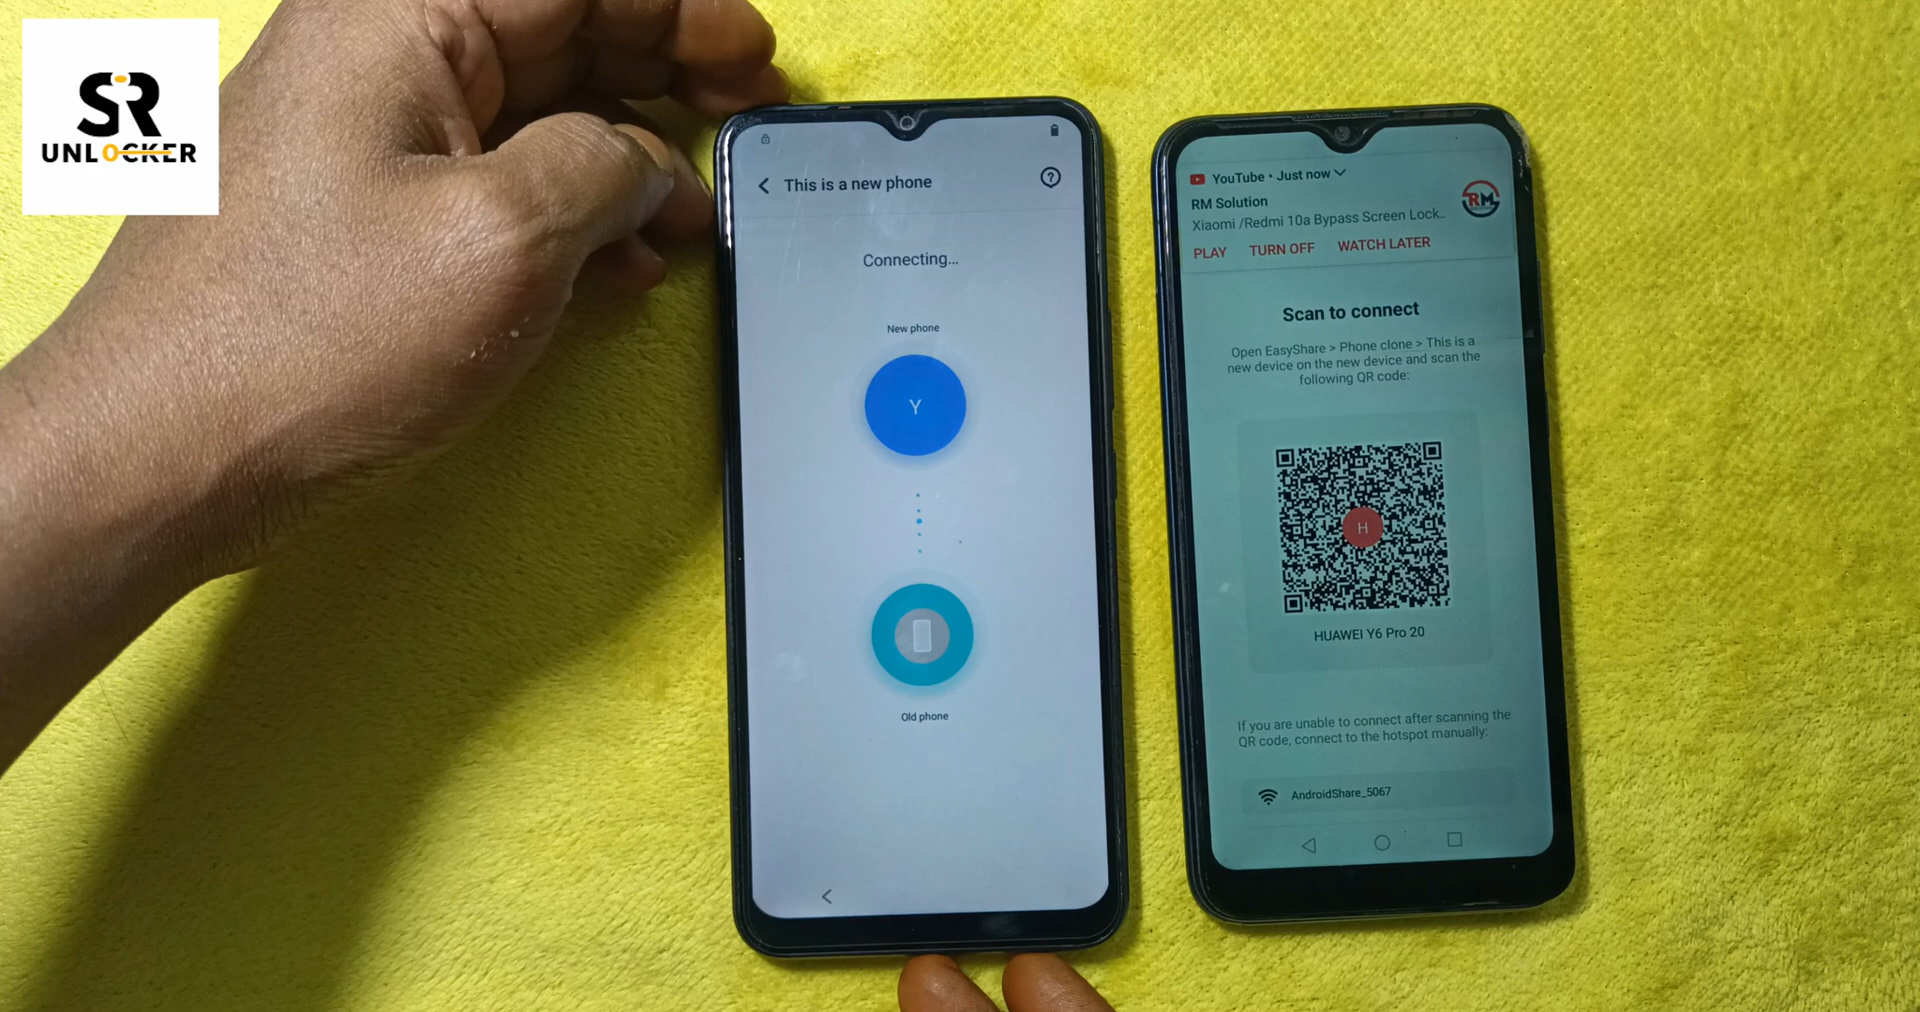 SR
UNLOCKER
This is a new phone
Connecting...
New phone
Y
Old phone
YouTube • Just now
RM Solution
RM
Xiaomi /Redmi 10a Bypass Screen Lock..
PLAY TURN OFF WATCH LATER
Scan to connect
Open EasyShare > Phone clone > This is a
new device on the new device and scan the
following QR code:
H
HUAWEI Y6 Pro 20
If you are unable to connect after scanning the
QR code, connect to the hotspot manually:
AndroidShare_5067